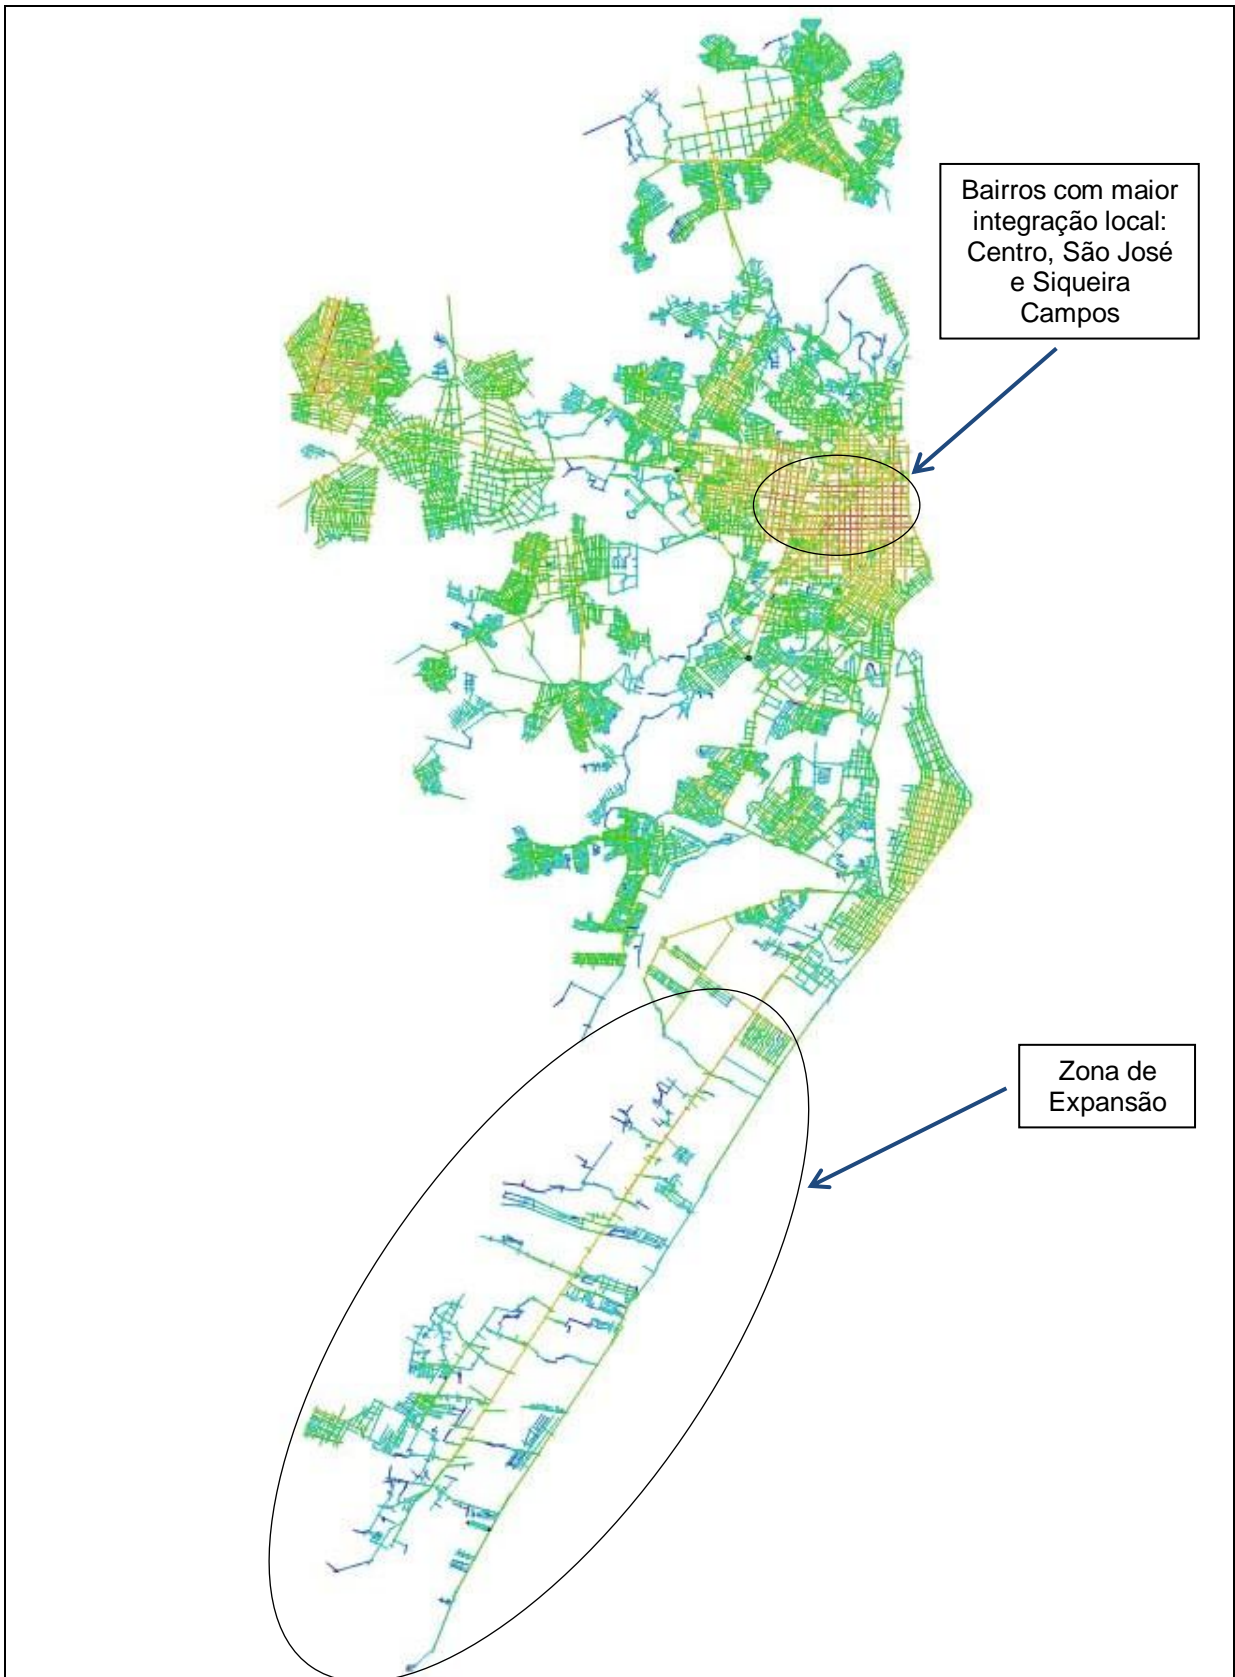 Bairros com maior
integração local:
Centro, São José
e Siqueira
Campos
Zona de
Expansão